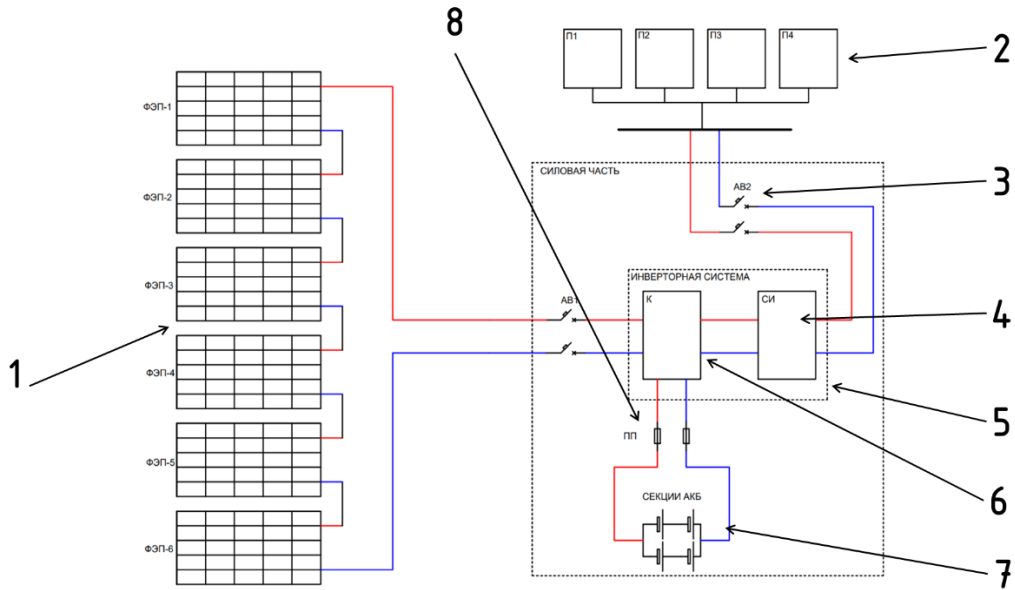 8
П1
П2
П3
П4
2
ФЭП-1
СИЛОВАЯ ЧАСТЬ
АВ2
3
ФЭП-2
ИНВЕРТОРНАЯ СИСТЕМА
ФЭП-3
АВ1
К
СИ
4
1
ФЭП-4
5
ПП
ФЭП-5
СЕКЦИИ АКБ
6
ФЭП-6
7